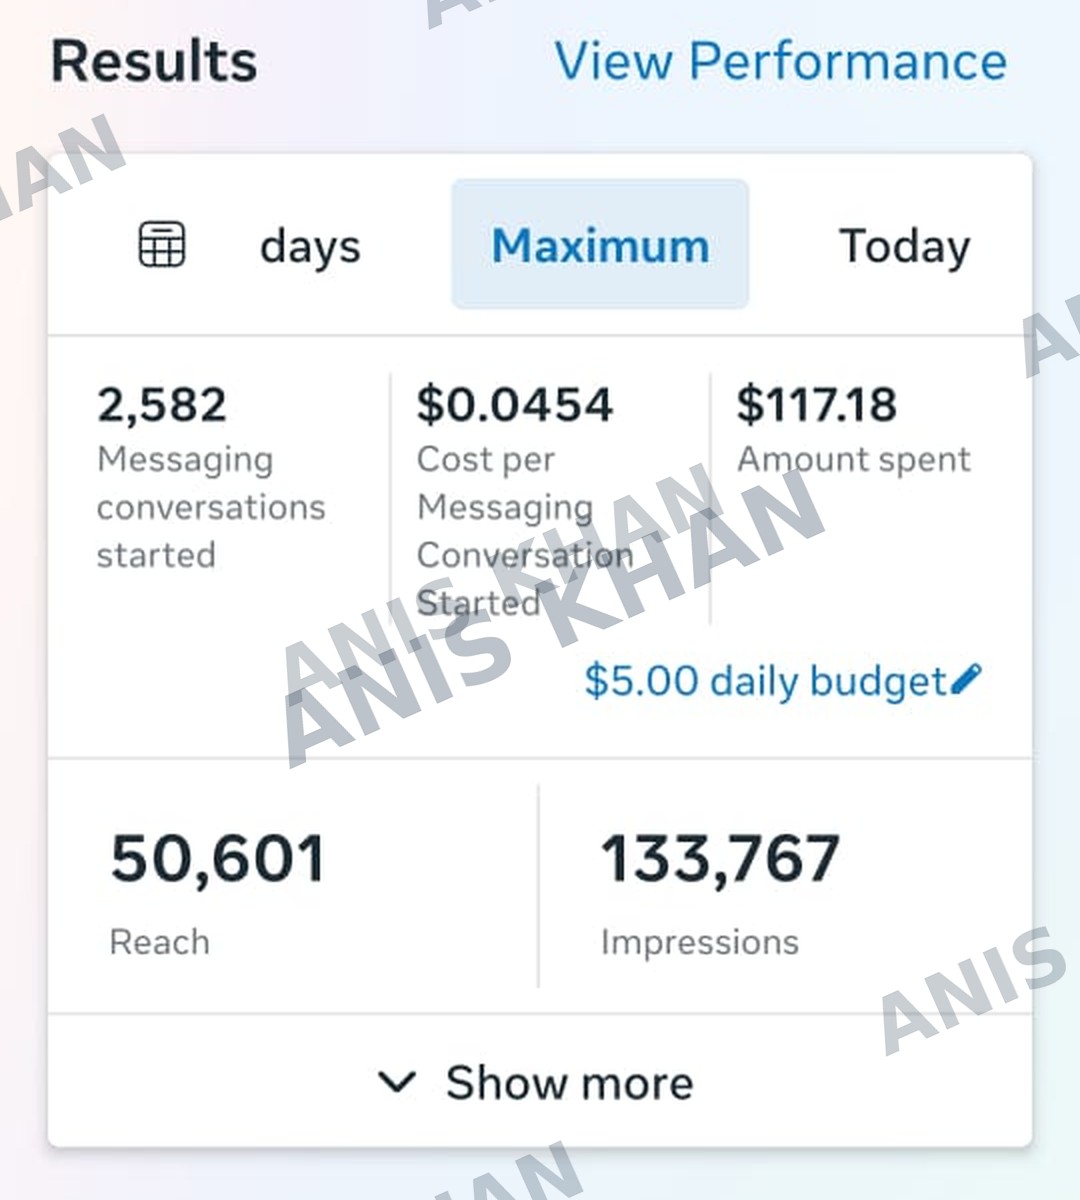 Results
View Performance
days
Maximum
Today
2,582
Messaging
conversations
started
$0.0454
Cost per
Messaging
Conversation
Started
$117.18
Amount spent
$5.00 daily budget
50,601
Reach
133,767
Impressions
Show more
ANIS KHAN
ANIS KHAN
KHAN
ANIS